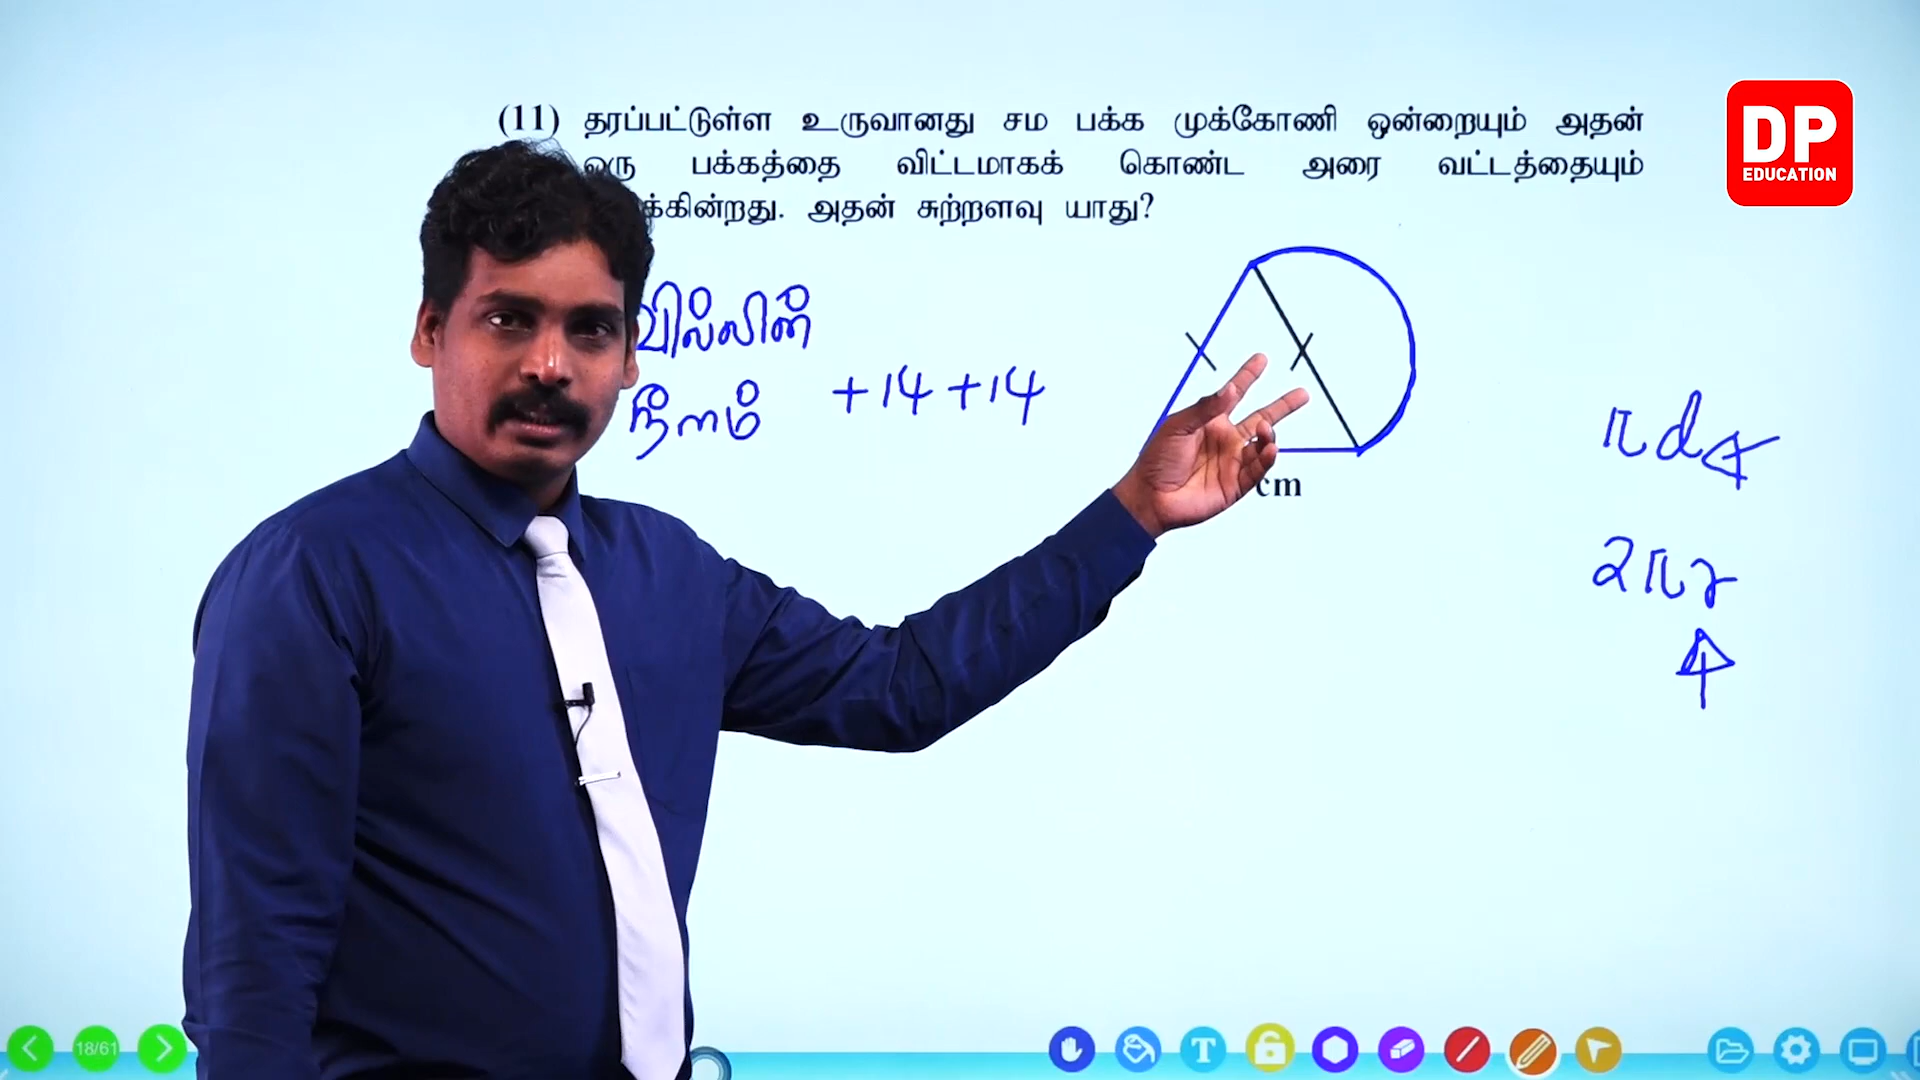 (11) தரப்பட்டுள்ள உருவானது சம பக்க முக்கோணி ஒன்றையும் அதன்
ஒரு பக்கத்தை விட்டமாகக் கொண்ட அரை வட்டத்தையும்
க்கின்றது. அதன் சுற்றளவு யாது?
DP
EDUCATION
வில்லின்
நீளம் +14 +14
cm
πd
2πr
18/61
T